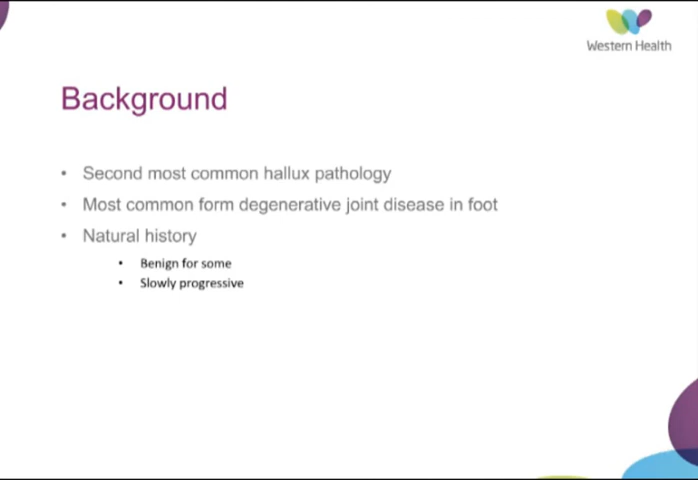 Western Health
Background
• Second most common hallux pathology
• Most common form degenerative joint disease in foot
• Natural history
• Benign for some
• Slowly progressive